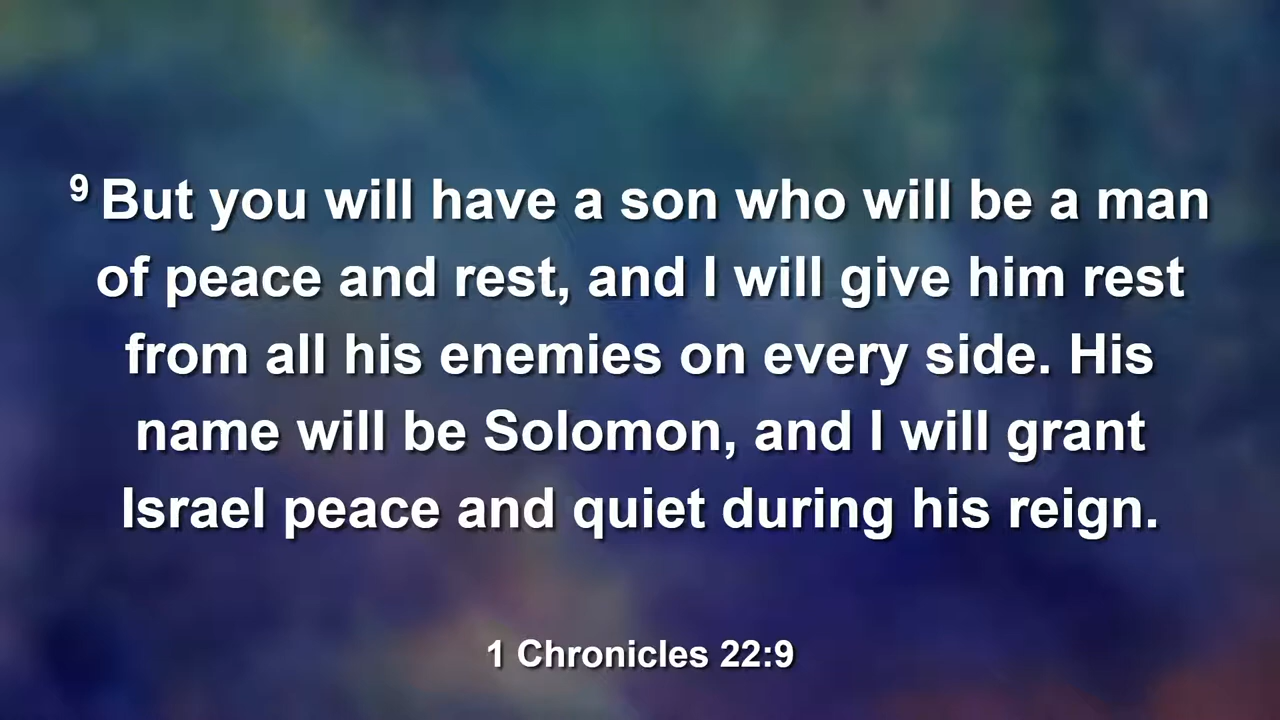 9 But you will have a son who will be a man
of peace and rest, and I will give him rest
from all his enemies on every side. His
name will be Solomon, and I will grant
Israel peace and quiet during his reign.
1 Chronicles 22:9